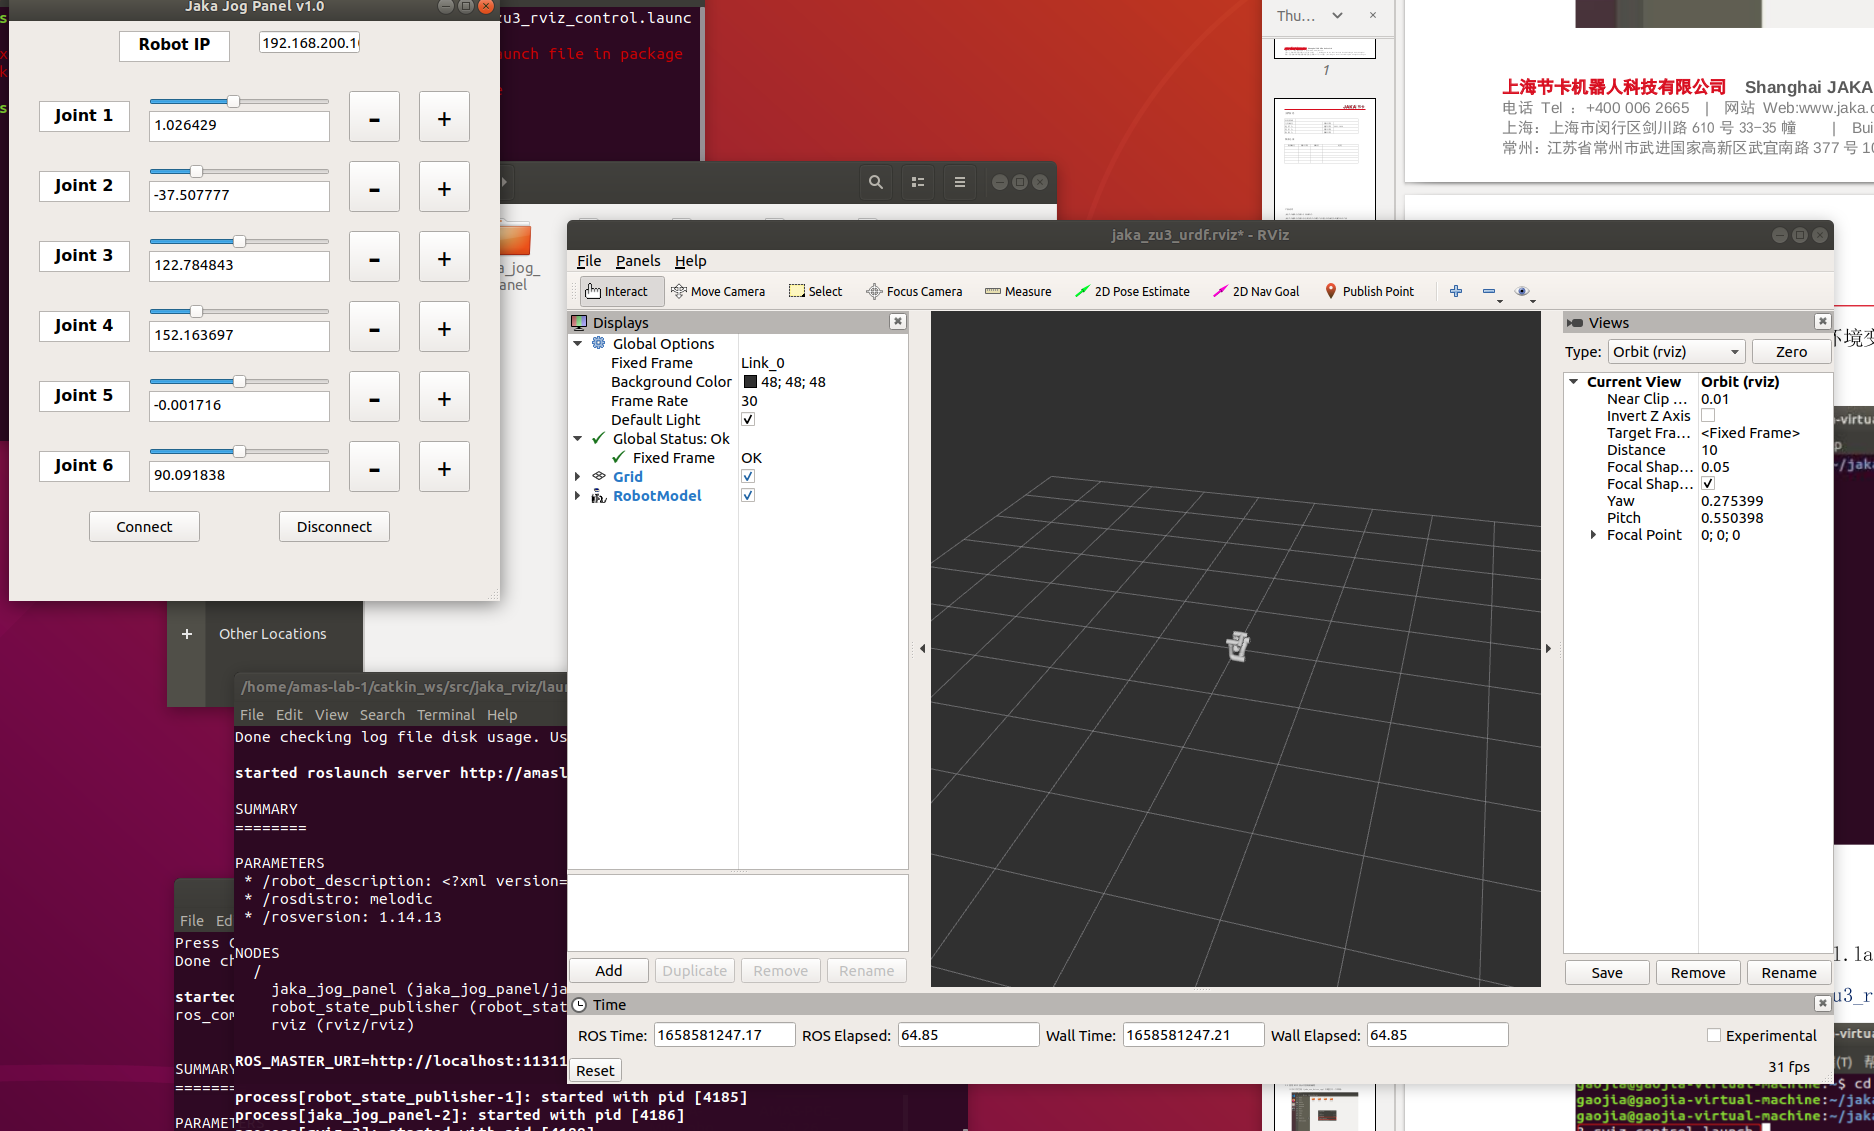 Jaka Jog Panel v1.0
Robot IP
192.168.200.1
Joint 1
1.026429
-
+
Joint 2
-37.507777
-
+
Joint 3
122.784843
-
+
Joint 4
152.163697
-
+
Joint 5
-0.001716
-
+
Joint 6
90.091838
-
+
Connect
Disconnect
zu3_rviz_control.launc
unch file in package
a_jog_
anel
Other Locations
/home/amas-lab-1/catkin_ws/src/jaka_rviz/lau
File Edit View Search Terminal Help
Done checking log file disk usage. Us
started roslaunch server http://amasl
SUMMARY
========
PARAMETERS
* /robot_description: <?xml version=
* /rosdistro: melodic
* /rosversion: 1.14.13
NODES
/
jaka_jog_panel (jaka_jog_panel/ja
robot_state_publisher (robot_stat
rviz (rviz/rviz)
ROS_MASTER_URI=http://localhost:11311
process[robot_state_publisher-1]: started with pid [4185]
process[jaka_jog_panel-2]: started with pid [4186]
File Ed
Press C
Done ch
started
ros_com
SUMMARY
=======
PARAMET
jaka_zu3_urdf.rviz* - RViz
File Panels Help
Interact Move Camera Select Focus Camera Measure 2D Pose Estimate 2D Nav Goal Publish Point
Displays
Global Options
Fixed Frame Link_0
Background Color 48; 48; 48
Frame Rate 30
Default Light ✓
Global Status: Ok
Fixed Frame OK
Grid
RobotModel
Add Duplicate Remove Rename
Views
Type: Orbit (rviz) Zero
Current View Orbit (rviz)
Near Clip ... 0.01
Invert Z Axis
Target Fra... <Fixed Frame>
Distance 10
Focal Shap... 0.05
Focal Shap... ✓
Yaw 0.275399
Pitch 0.550398
Focal Point 0; 0; 0
Save Remove Rename
Time
ROS Time: 1658581247.17 ROS Elapsed: 64.85 Wall Time: 1658581247.21 Wall Elapsed: 64.85 Experimental
Reset
31 fps
Thu...
1
上海节卡机器人科技有限公司 Shanghai JAKA
电话 Tel : +400 006 2665 | 网站 Web:www.jaka.c
上海: 上海市闵行区剑川路 610 号 33-35 幢 | Bui
常州: 江苏省常州市武进国家高新区武宜南路 377 号 10
环境变
-virtua
~/jaka
l.la
zu3_r
-virtua
(T) 帮
gaojia@gaojia-virtual-machine:~$ cd
gaojia@gaojia-virtual-machine:~/jaka
gaojia@gaojia-virtual-machine:~/jaka